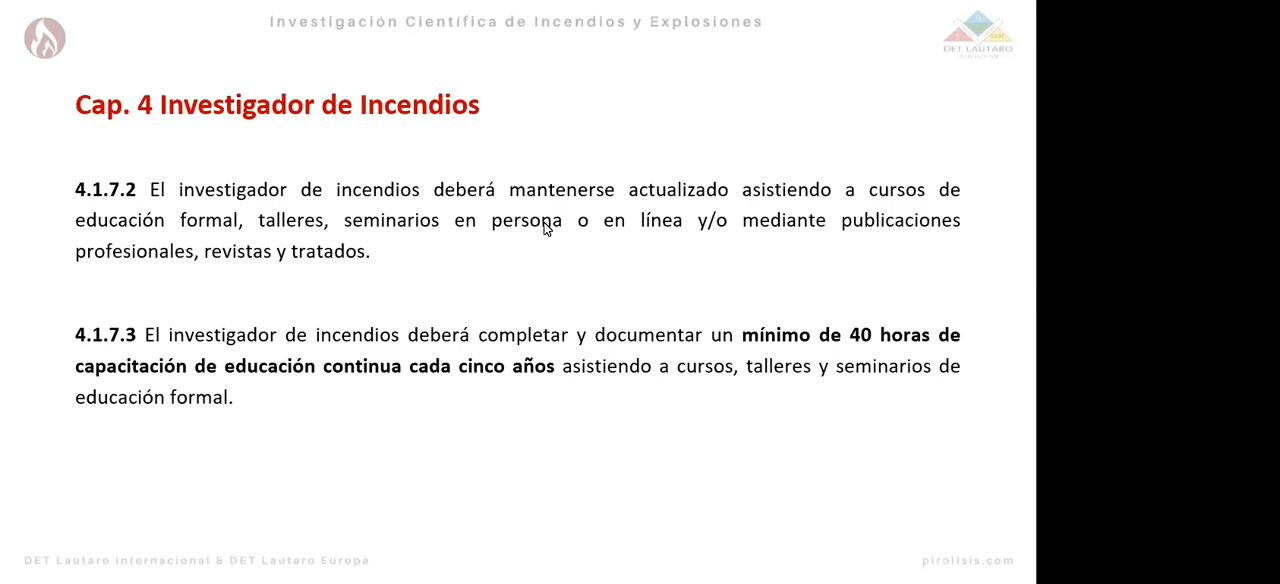 Investigación Científica de Incendios y Explosiones
DET LAUTARO
Cap. 4 Investigador de Incendios
4.1.7.2 El investigador de incendios deberá mantenerse actualizado asistiendo a cursos de
educación formal, talleres, seminarios en persona o en línea y/o mediante publicaciones
profesionales, revistas y tratados.
4.1.7.3 El investigador de incendios deberá completar y documentar un mínimo de 40 horas de
capacitación de educación continua cada cinco años asistiendo a cursos, talleres y seminarios de
educación formal.
DET Lautaro Internacional & DET Lautaro Europa
pirolisis.com